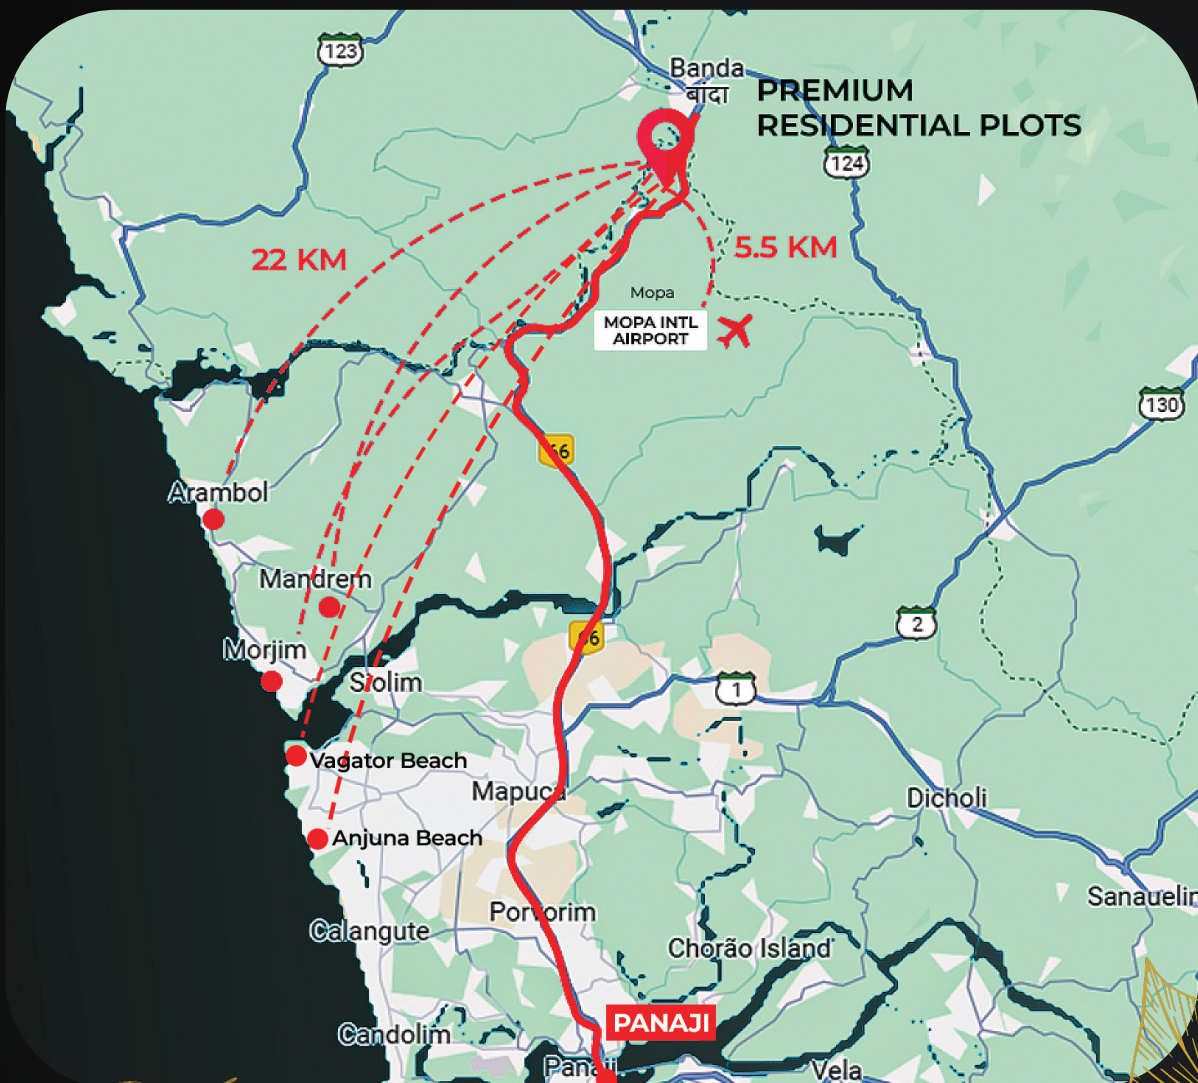 123
Banda
बांदा
PREMIUM
RESIDENTIAL PLOTS
124
22 KM
5.5 KM
Mopa
MOPA INTL
AIRPORT
130
66
Arambol
Mandrem
2
66
Morjim
Siolim
1
Vagator Beach
Mapuca
Dicholi
Anjuna Beach
Sanauelim
Porvorim
Calangute
Chorão Island
PANAJI
Candolim
Panaji
Vela